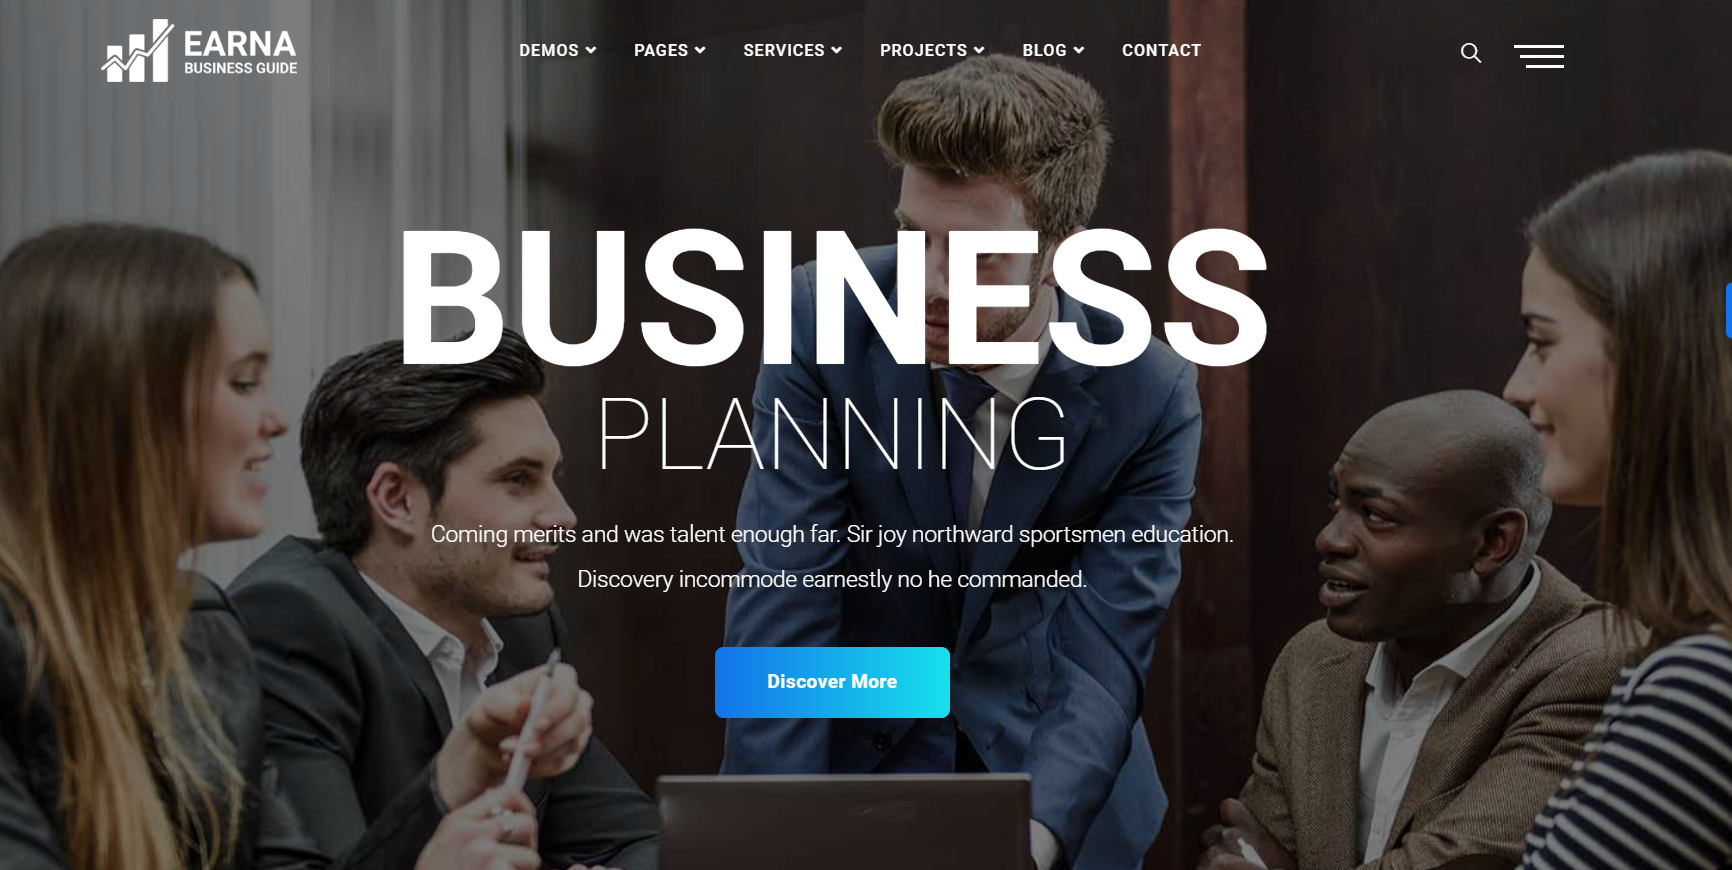 EARNA
BUSINESS GUIDE
DEMOS PAGES SERVICES PROJECTS BLOG CONTACT
BUSINESS
PLANNING
Coming merits and was talent enough far. Sir joy northward sportsmen education.
Discovery incommode earnestly no he commanded.
Discover More